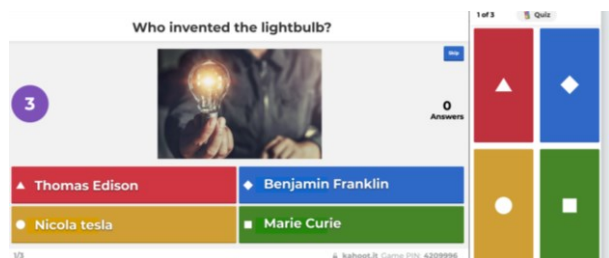 Who invented the lightbulb?
1 of 3 Quiz
Skip
3
0
Answers
Thomas Edison
Benjamin Franklin
Nicola tesla
Marie Curie
1/3
kahoot.it Game PIN: 4209996